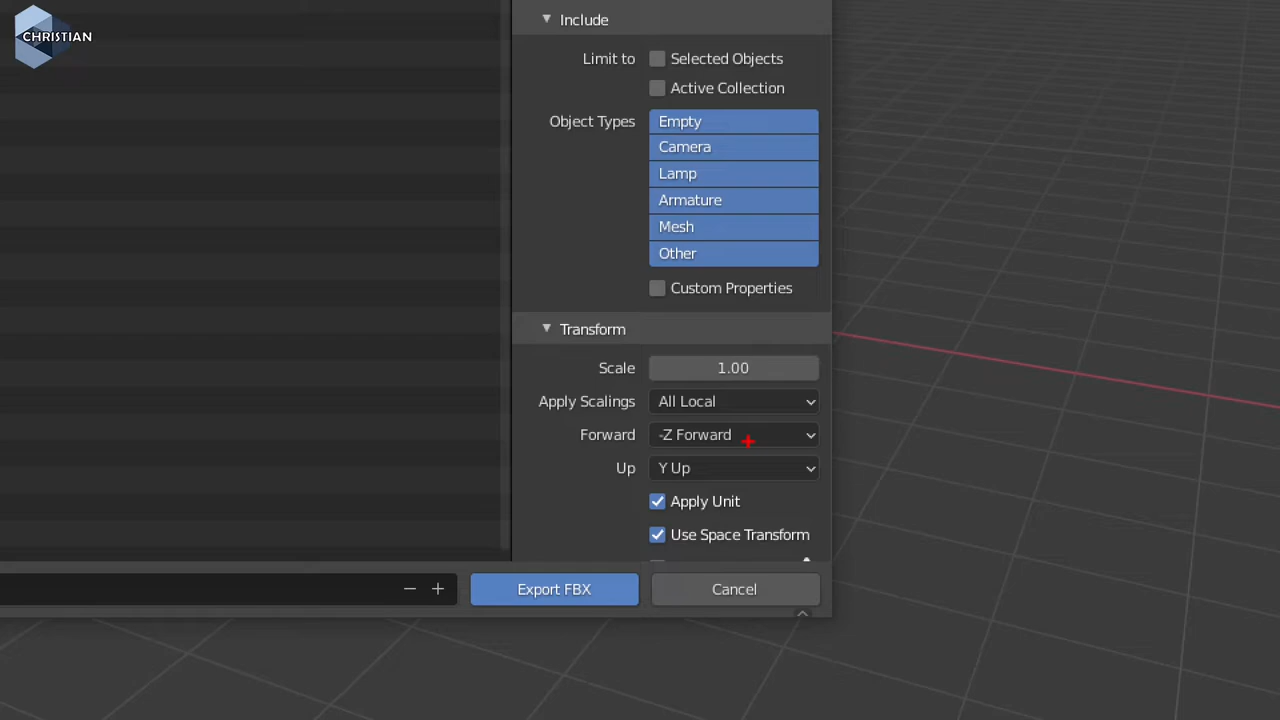 CHRISTIAN
Include
Limit to Selected Objects
Active Collection
Object Types Empty
Camera
Lamp
Armature
Mesh
Other
Custom Properties
Transform
Scale 1.00
Apply Scalings All Local
Forward -Z Forward
Up Y Up
Apply Unit
Use Space Transform
Export FBX Cancel